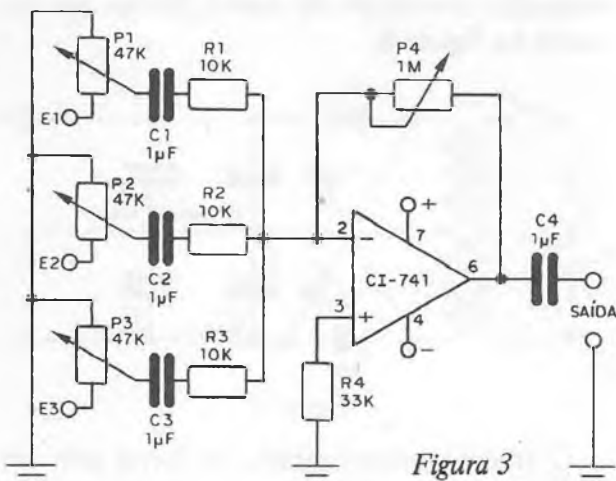 P1
47K
E1
C1
1µF
R1
10K
P2
47K
E2
C2
1µF
R2
10K
P3
47K
E3
C3
1µF
R3
10K
P4
1M
2
-
3
+
CI-741
+
7
6
4
-
R4
33K
C4
1µF
SAÍDA
Figura 3